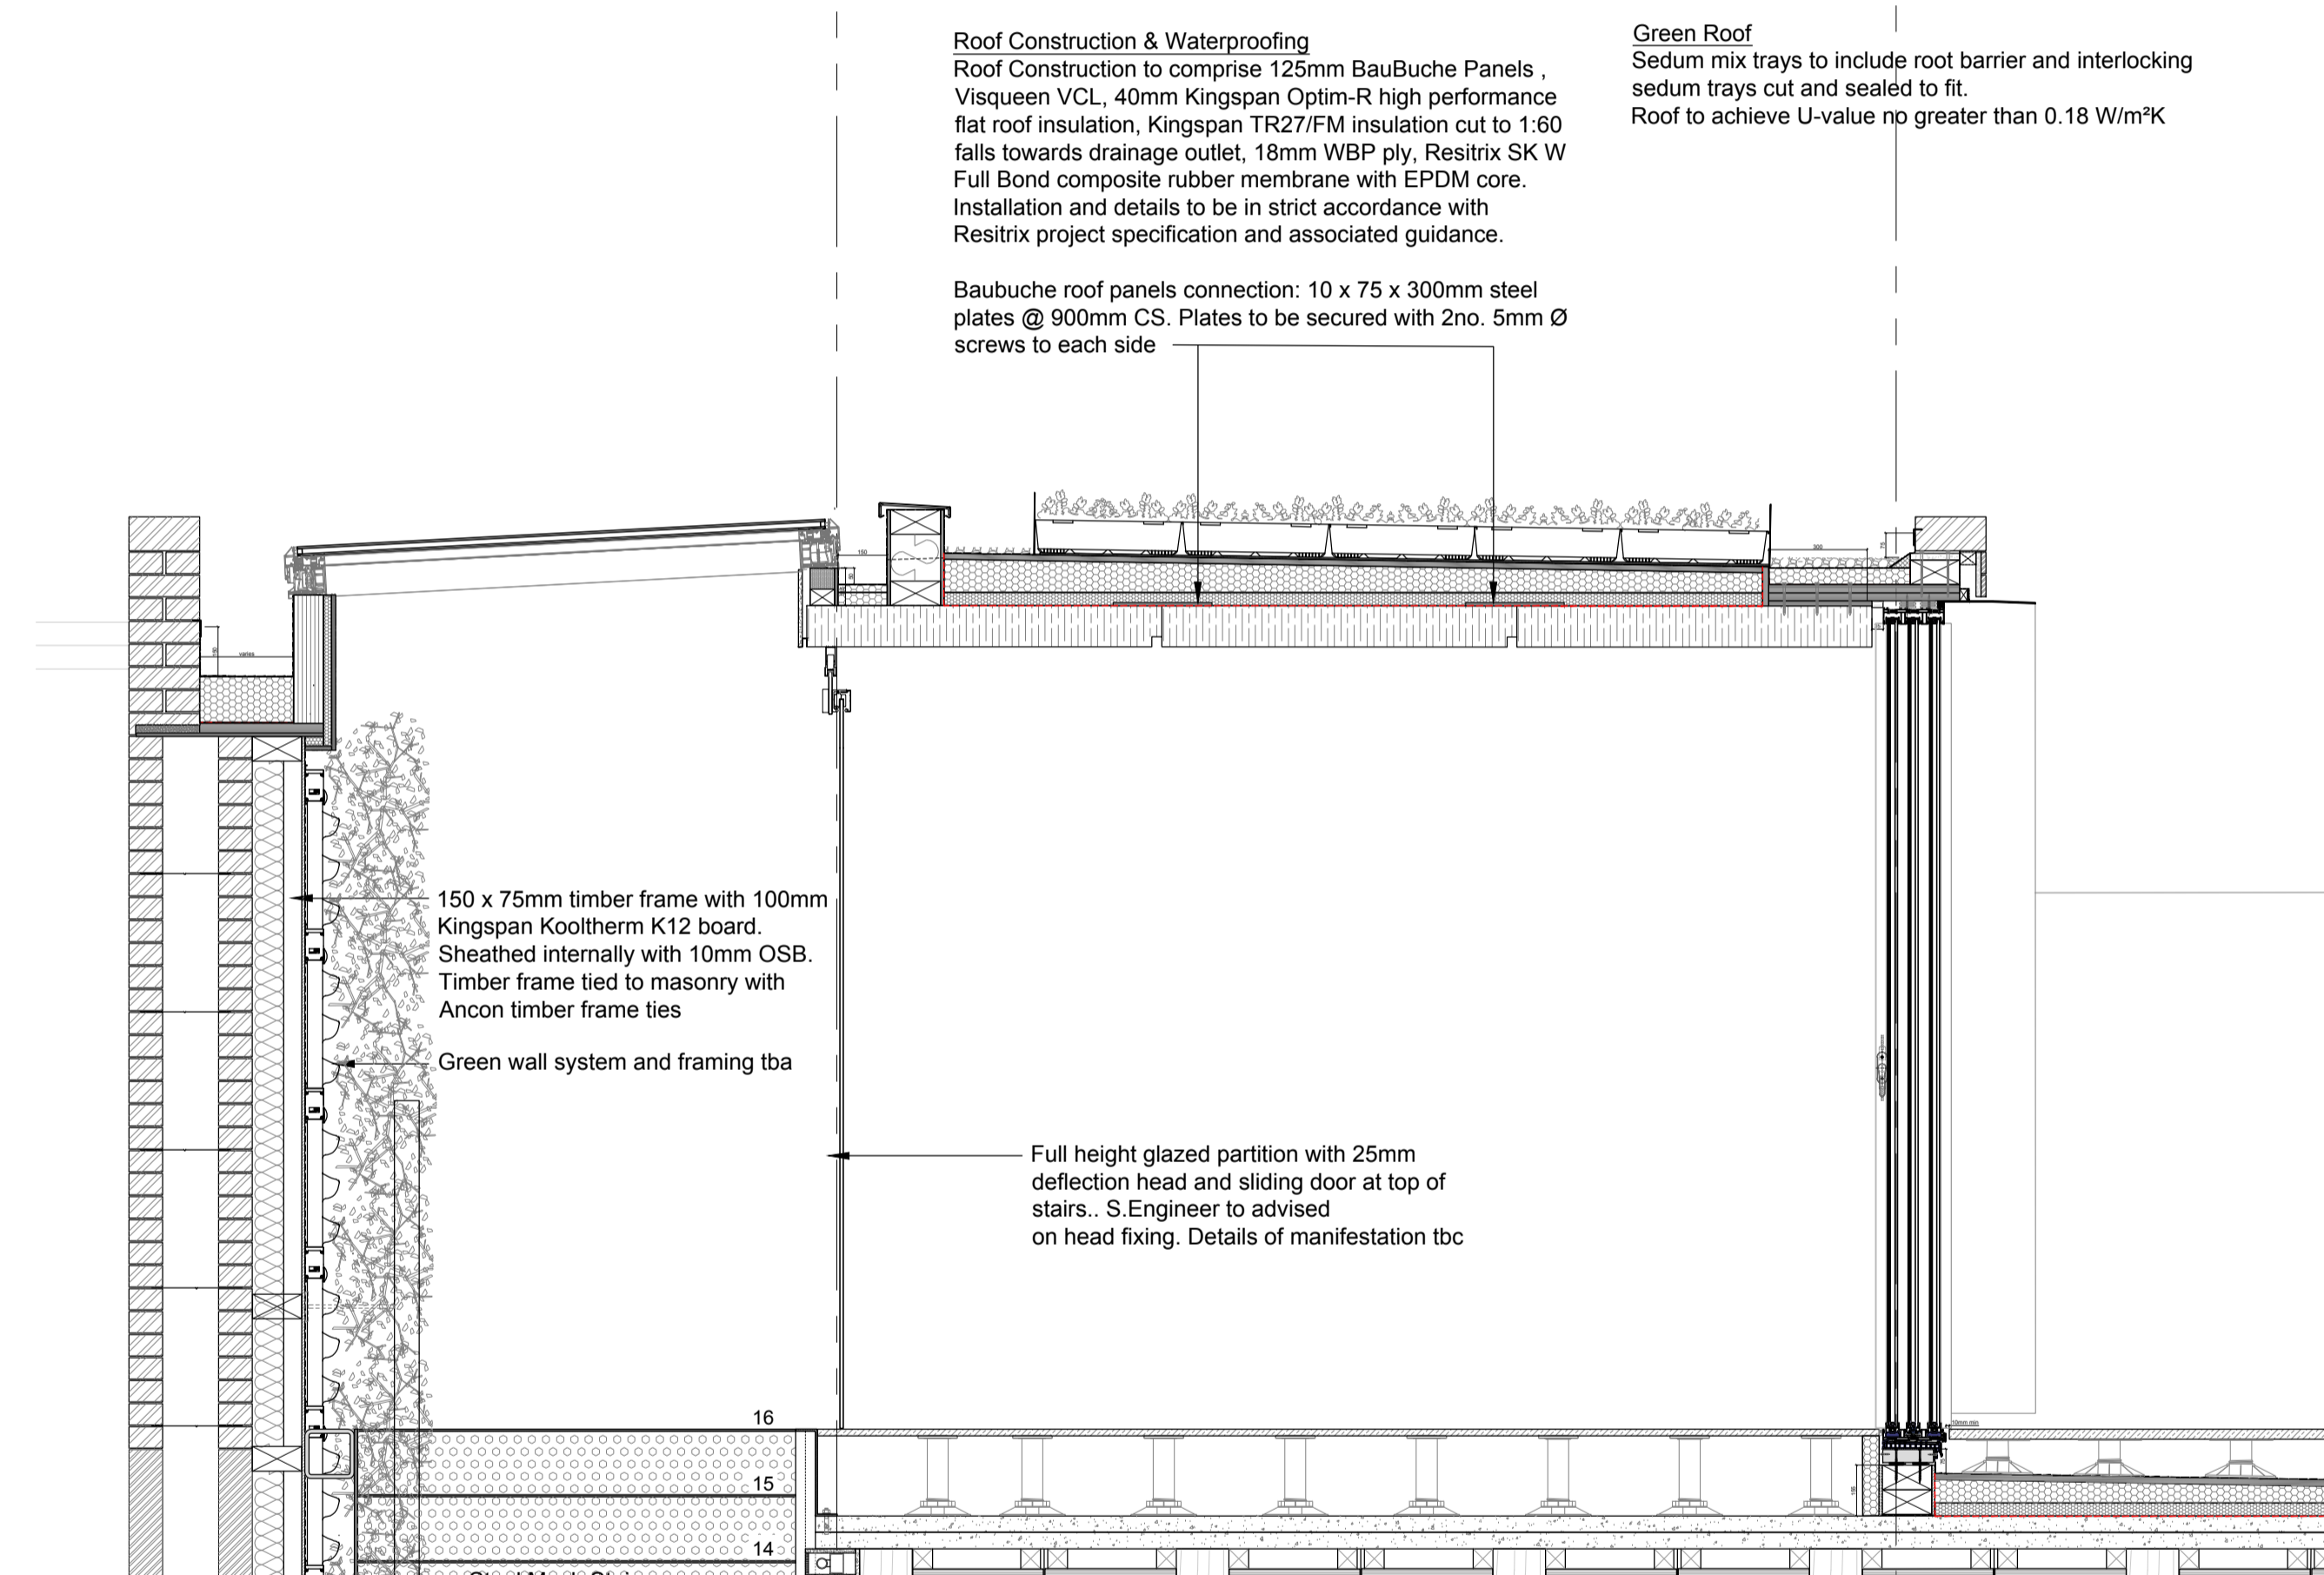 Roof Construction & Waterproofing
Roof Construction to comprise 125mm BauBuche Panels ,
Visqueen VCL, 40mm Kingspan Optim-R high performance
flat roof insulation, Kingspan TR27/FM insulation cut to 1:60
falls towards drainage outlet, 18mm WBP ply, Resitrix SK W
Full Bond composite rubber membrane with EPDM core.
Installation and details to be in strict accordance with
Resitrix project specification and associated guidance.
Baubuche roof panels connection: 10 x 75 x 300mm steel
plates @ 900mm CS. Plates to be secured with 2no. 5mm Ø
screws to each side
Green Roof
Sedum mix trays to include root barrier and interlocking
sedum trays cut and sealed to fit.
Roof to achieve U-value no greater than 0.18 W/m²K
150
50
300
75
150
varies
150 x 75mm timber frame with 100mm
Kingspan Kooltherm K12 board.
Sheathed internally with 10mm OSB.
Timber frame tied to masonry with
Ancon timber frame ties
Green wall system and framing tba
Full height glazed partition with 25mm
deflection head and sliding door at top of
stairs.. S.Engineer to advised
on head fixing. Details of manifestation tbc
16
15
14
10mm min
75
155